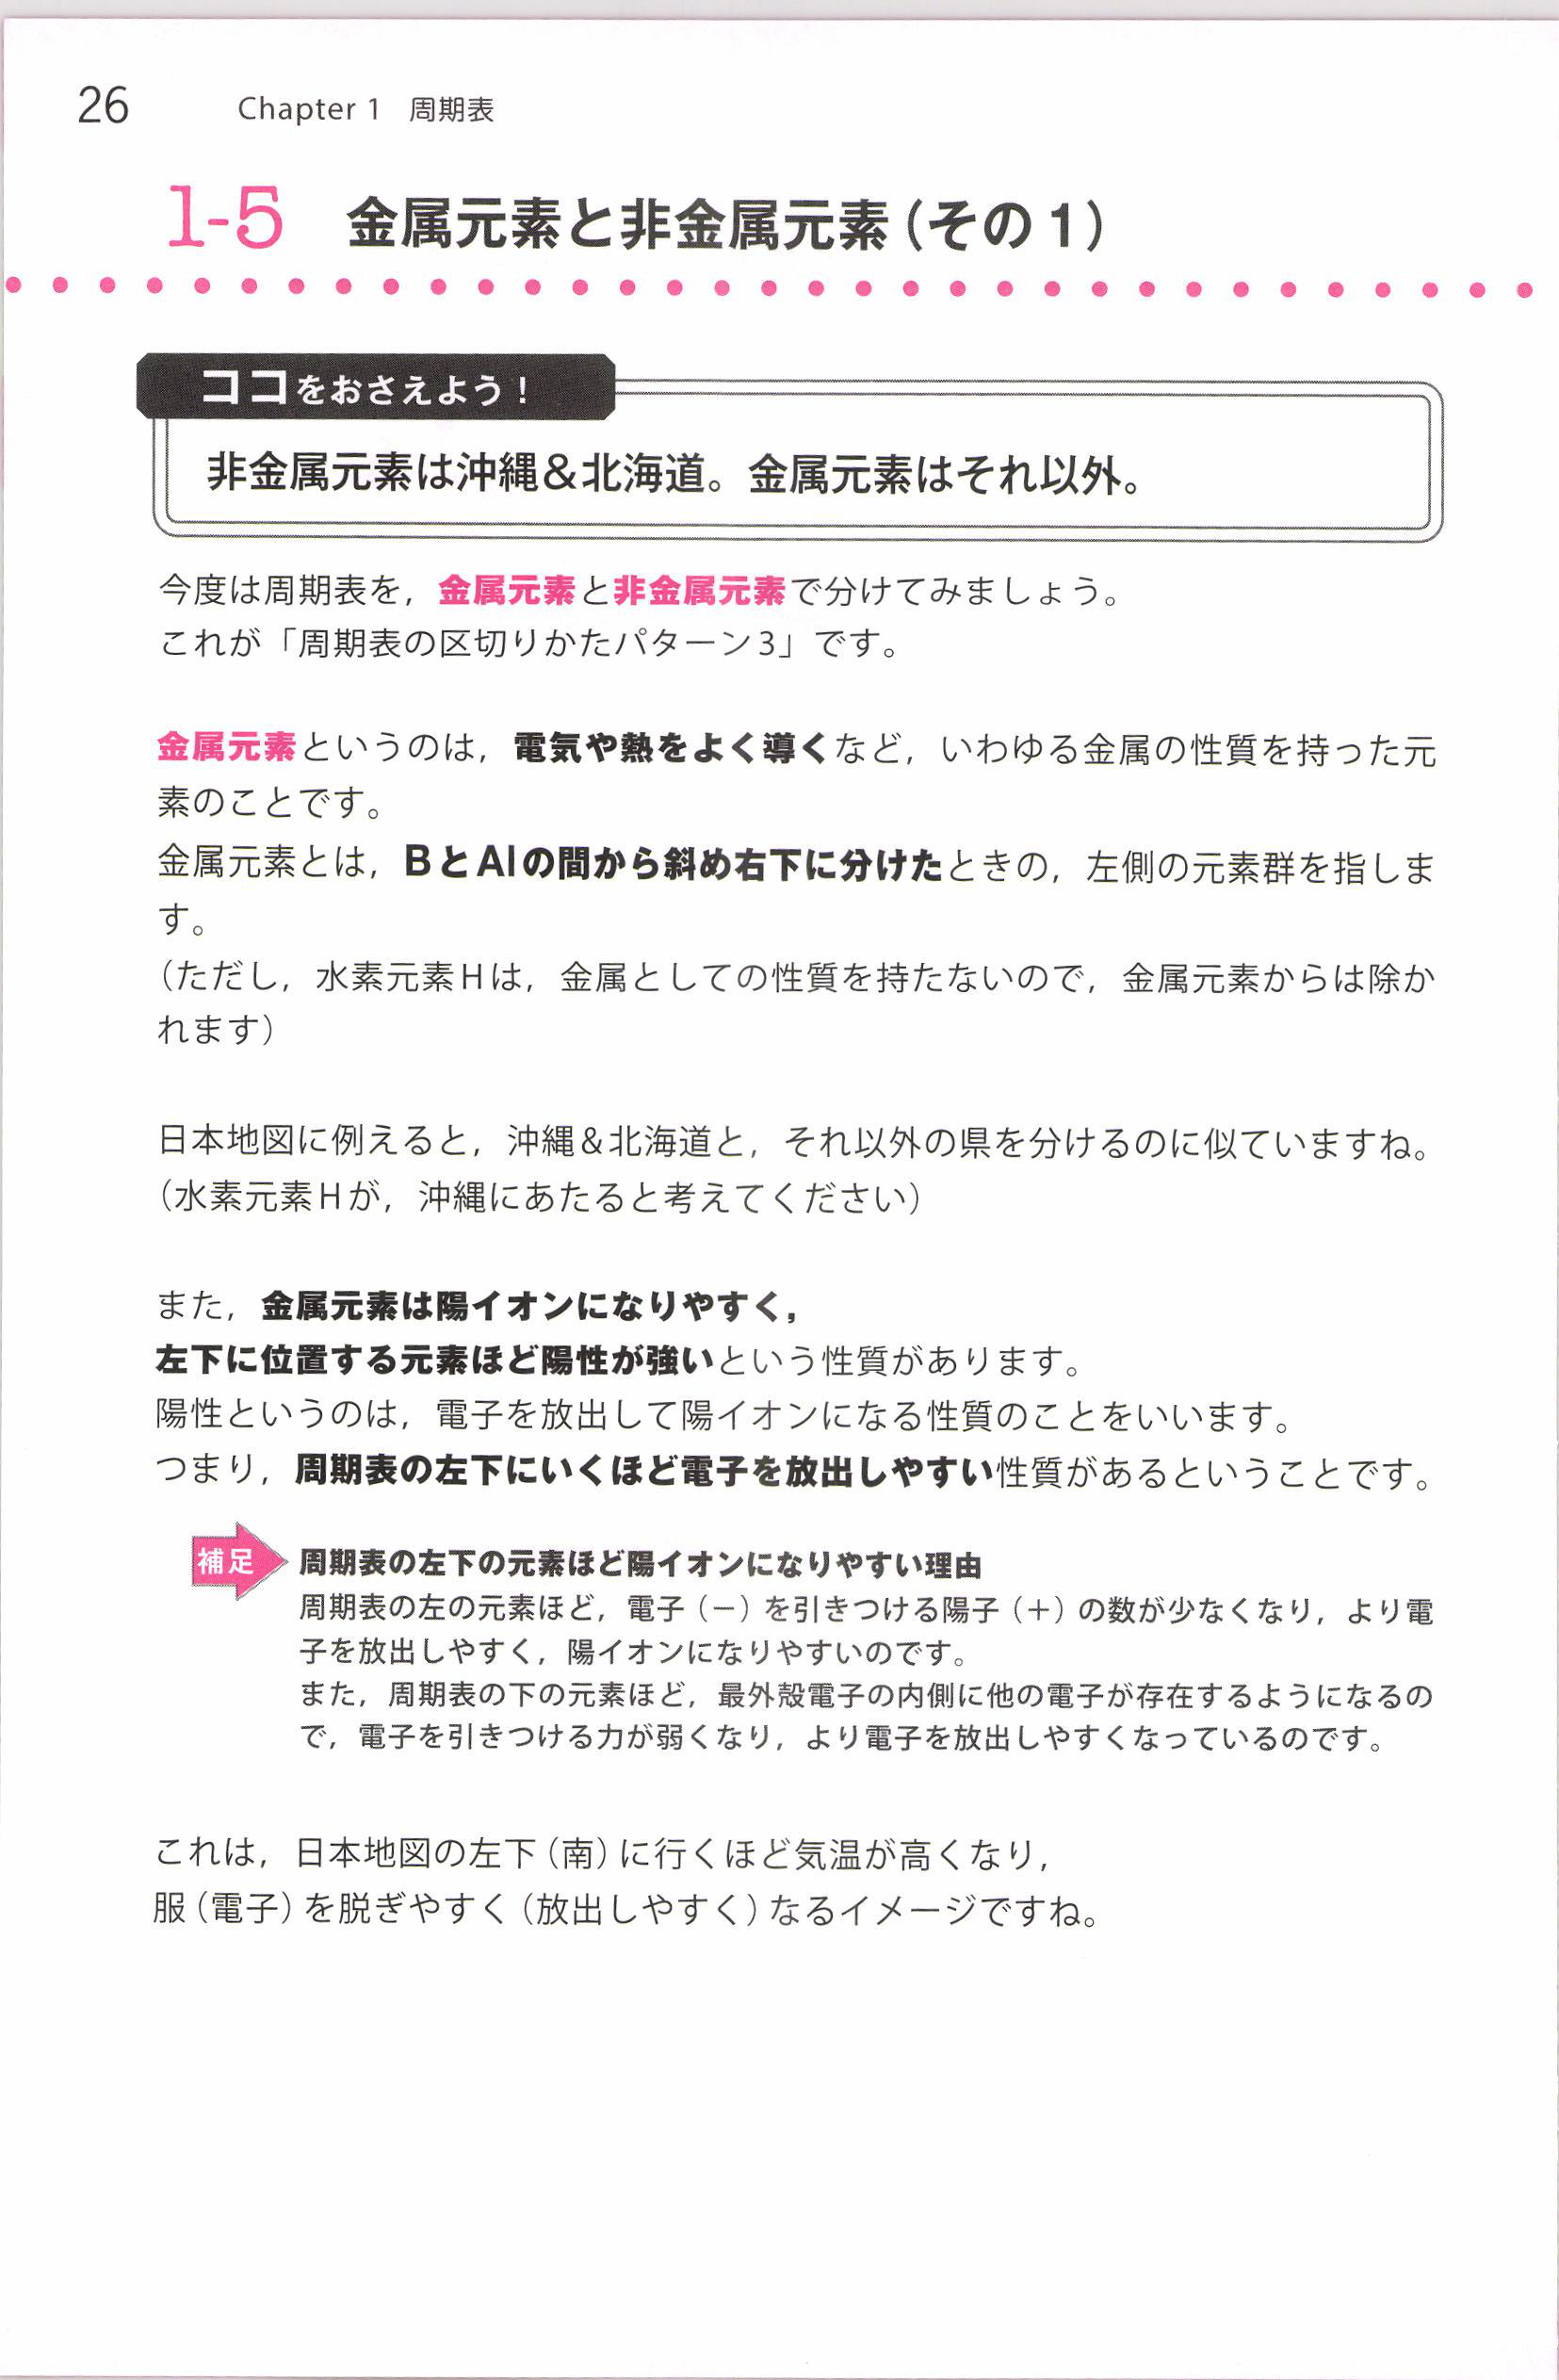 26
Chapter 1 周期表
1-5 金属元素と非金属元素(その1)
ココをおさえよう！
非金属元素は沖縄＆北海道。金属元素はそれ以外。
今度は周期表を，金属元素と非金属元素で分けてみましょう。
これが「周期表の区切りかたパターン3」です。
金属元素というのは，電気や熱をよく導くなど，いわゆる金属の性質を持った元
素のことです。
金属元素とは，BとAlの間から斜め右下に分けたときの，左側の元素群を指しま
す。
（ただし，水素元素Hは，金属としての性質を持たないので，金属元素からは除か
れます）
日本地図に例えると，沖縄＆北海道と，それ以外の県を分けるのに似ていますね。
（水素元素Hが，沖縄にあたると考えてください）
また，金属元素は陽イオンになりやすく，
左下に位置する元素ほど陽性が強いという性質があります。
陽性というのは，電子を放出して陽イオンになる性質のことをいいます。
つまり，周期表の左下にいくほど電子を放出しやすい性質があるということです。
補足 周期表の左下の元素ほど陽イオンになりやすい理由
周期表の左の元素ほど，電子（－）を引きつける陽子（＋）の数が少なくなり，より電
子を放出しやすく，陽イオンになりやすいのです。
また，周期表の下の元素ほど，最外殻電子の内側に他の電子が存在するようになるの
で，電子を引きつける力が弱くなり，より電子を放出しやすくなっているのです。
これは，日本地図の左下（南）に行くほど気温が高くなり，
服（電子）を脱ぎやすく（放出しやすく）なるイメージですね。